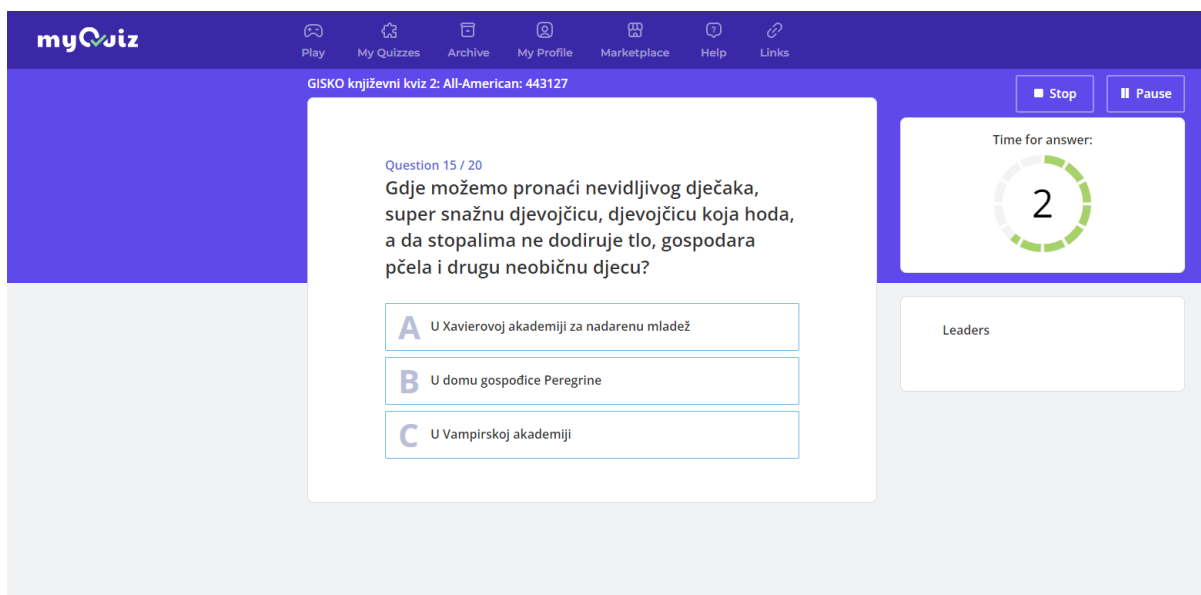 myQuiz
Play
My Quizzes
Archive
My Profile
Marketplace
Help
Links
GISKO književni kviz 2: All-American: 443127
Stop
Pause
Question 15 / 20
Gdje možemo pronaći nevidljivog dječaka,
super snažnu djevojčicu, djevojčicu koja hoda,
a da stopalima ne dodiruje tlo, gospodara
pčela i drugu neobičnu djecu?
A U Xavierovoj akademiji za nadarenu mladež
B U domu gospođice Peregrine
C U Vampirskoj akademiji
Time for answer:
2
Leaders